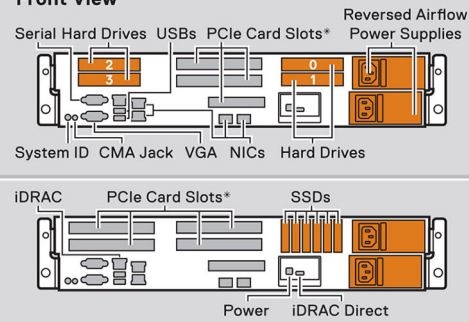 Front View
Reversed Airflow
Serial Hard Drives USBs PCIe Card Slots* Power Supplies
2
0
3
1
System ID CMA Jack VGA NICs Hard Drives
iDRAC PCIe Card Slots* SSDs
Power iDRAC Direct